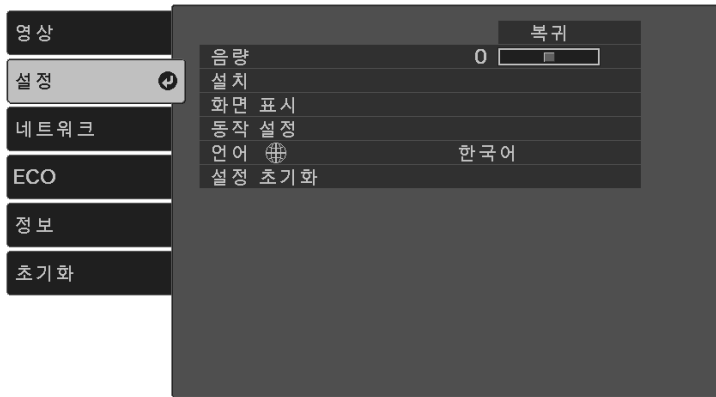 영상
설정
네트워크
ECO
정보
초기화
복귀
음량 0
설치
화면 표시
동작 설정
언어 한국어
설정 초기화